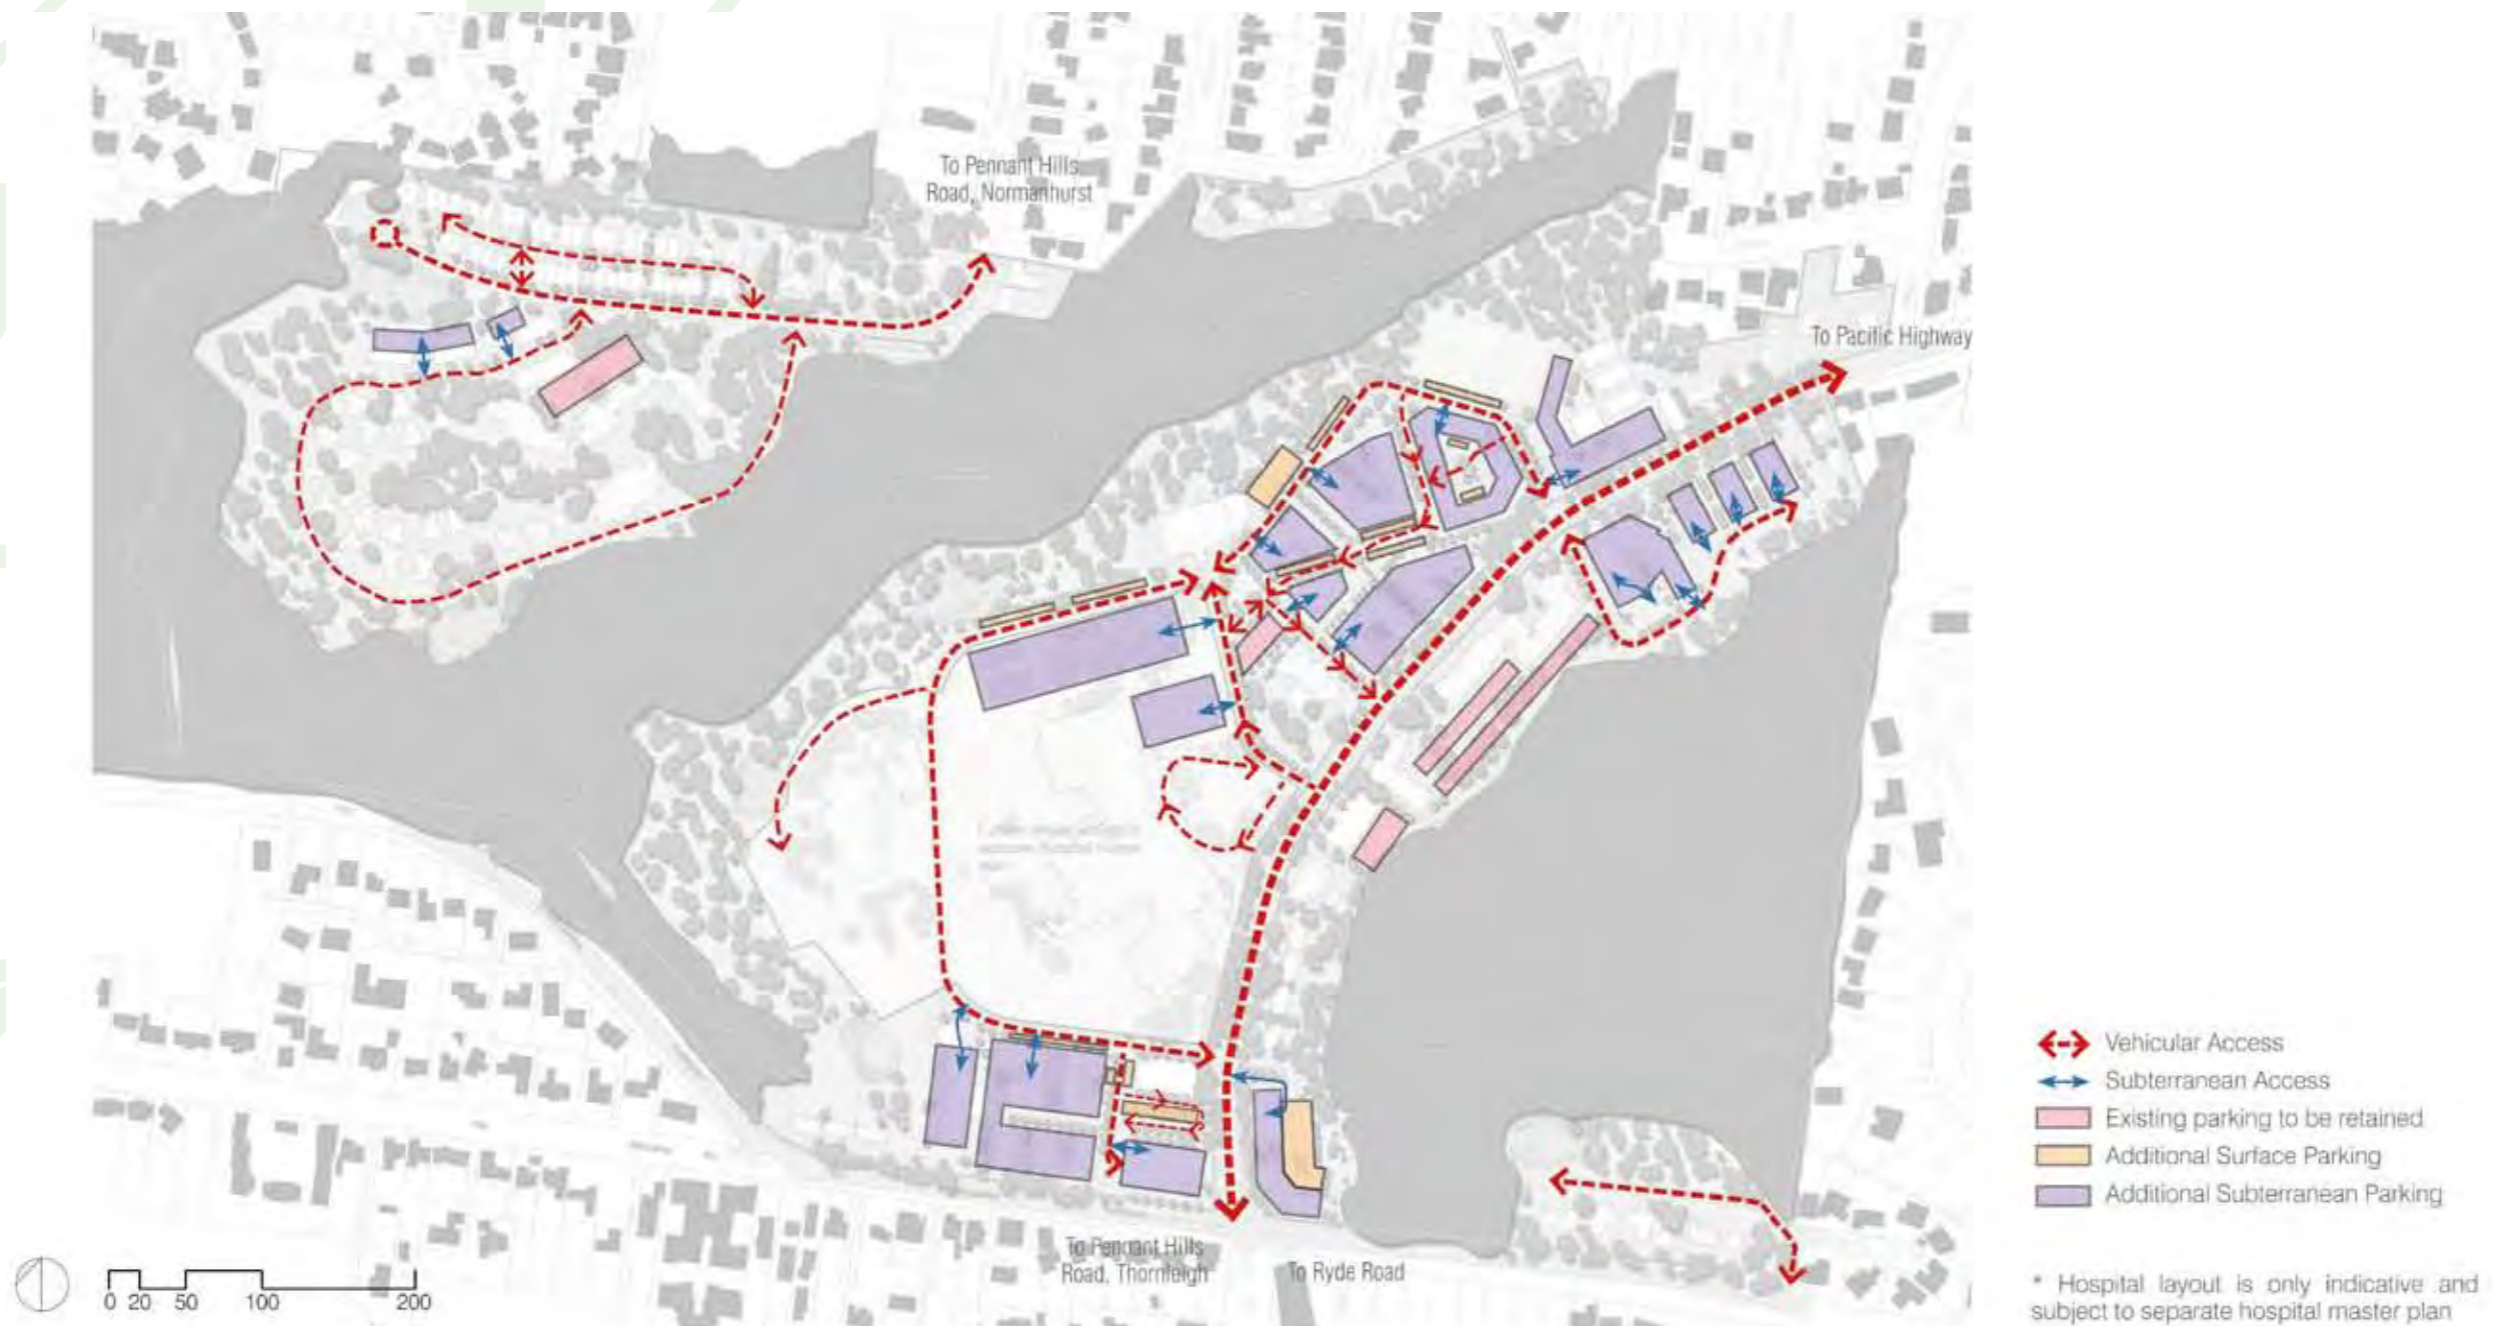 To Pennant Hills
Road, Normanhurst
To Pacific Highway
To Pennant Hills
Road, Thornleigh
To Ryde Road
0 20 50 100 200
Vehicular Access
Subterranean Access
Existing parking to be retained
Additional Surface Parking
Additional Subterranean Parking
* Hospital layout is only indicative and
subject to separate hospital master plan